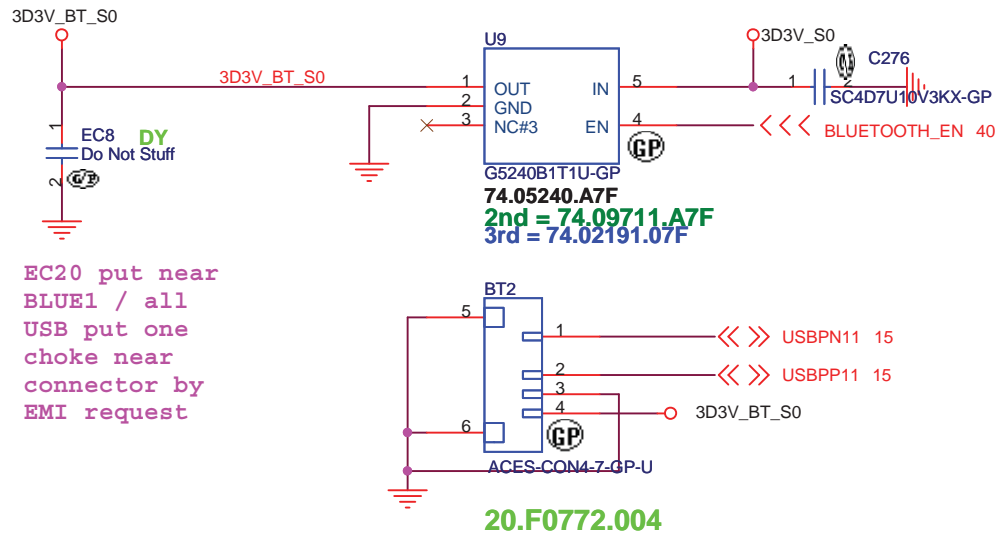 3D3V_BT_S0
3D3V_BT_S0
1
2
EC8
DY
Do Not Stuff
G/P
U9
1
2
3
OUT
GND
NC#3
IN
EN
5
4
GP
G5240B1T1U-GP
74.05240.A7F
2nd = 74.09711.A7F
3rd = 74.02191.07F
3D3V_S0
C276
1
2
SC4D7U10V3KX-GP
BLUETOOTH_EN 40
EC20 put near
BLUE1 / all
USB put one
choke near
connector by
EMI request
BT2
5
6
1
2
3
4
USBPN11 15
USBPP11 15
3D3V_BT_S0
GP
ACES-CON4-7-GP-U
20.F0772.004